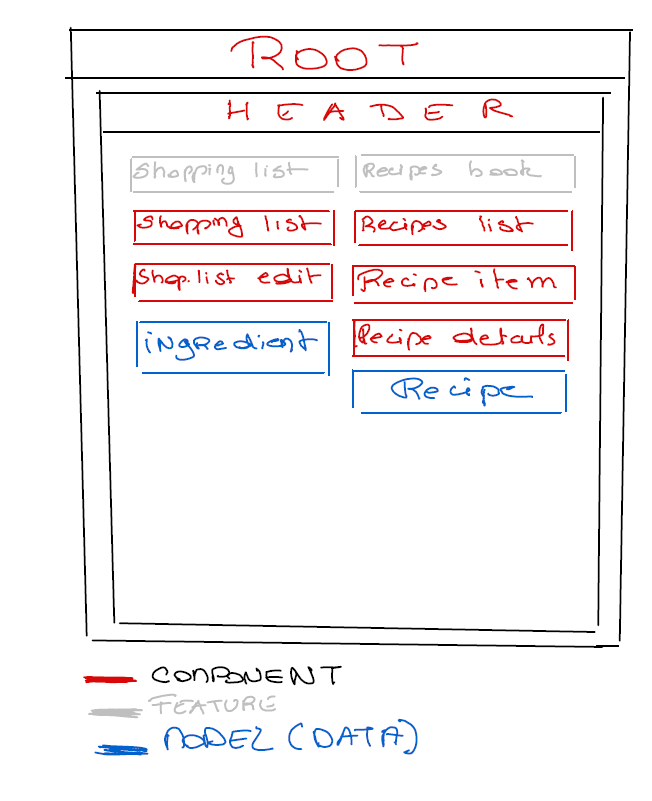 ROOT
HEADER
Shopping list
Recipes book
Shopping list
Recipes list
Shop.list edit
Recipe item
iNgRedient
Recipe details
Recipe
COMPONENT
FEATURE
MODEL (DATA)